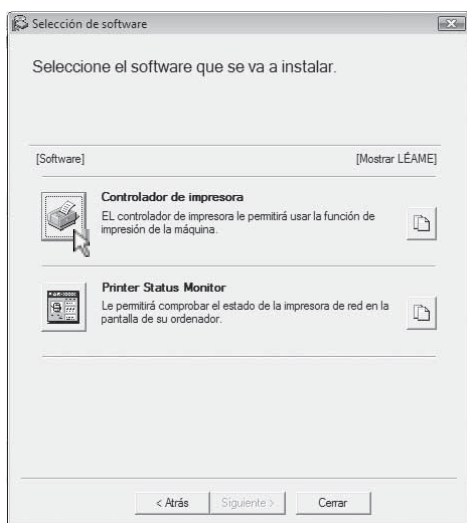 Selección de software
Seleccione el software que se va a instalar.
[Software] [Mostrar LÉAME]
Controlador de impresora
EL controlador de impresora le permitirá usar la función de
impresión de la máquina.
Printer Status Monitor
Le permitirá comprobar el estado de la impresora de red en la
pantalla de su ordenador.
< Atrás Siguiente > Cerrar